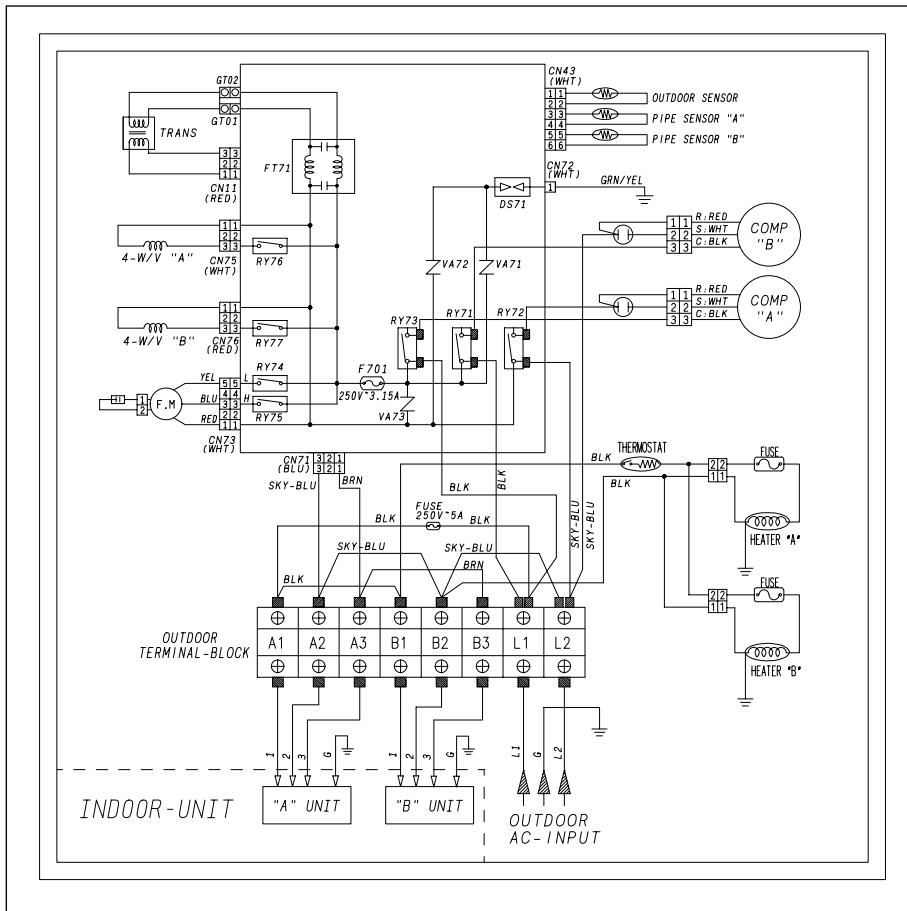 GT02
GT01
TRANS
FT71
3 3
2 2
1 1
CN11
(RED)
CN43
(WHT)
1 1
2 2
3 3
4 4
5 5
6 6
OUTDOOR SENSOR
PIPE SENSOR "A"
PIPE SENSOR "B"
CN72
(WHT)
1
GRN/YEL
DS71
1 1
2 2
3 3
4-W/V "A"
CN75
(WHT)
RY76
VA72
VA71
1 1
2 2
3 3
R:RED
S:WHT
C:BLK
COMP
"B"
1 1
2 2
3 3
R:RED
S:WHT
C:BLK
COMP
"A"
1 1
2 2
3 3
4-W/V "B"
CN76
(RED)
RY77
RY73
RY71
RY72
RY74
F701
250V~3.15A
VA73
RY75
YEL
BLU
RED
5 5
4 4
3 3
2 2
1 1
L
H
1
2
F.M
CN73
(WHT)
CN71
(BLU)
3 2 1
3 2 1
SKY-BLU
BRN
BLK
BLK
THERMOSTAT
BLK
BLK
2 2
1 1
FUSE
HEATER "A"
FUSE
250V~5A
BLK
BLK
SKY-BLU
SKY-BLU
SKY-BLU
SKY-BLU
BRN
BLK
2 2
1 1
FUSE
HEATER "B"
OUTDOOR
TERMINAL-BLOCK
A1 A2 A3 B1 B2 B3 L1 L2
1 2 3 G
1 2 3 G
L1 G L2
INDOOR-UNIT
"A" UNIT
"B" UNIT
OUTDOOR
AC-INPUT